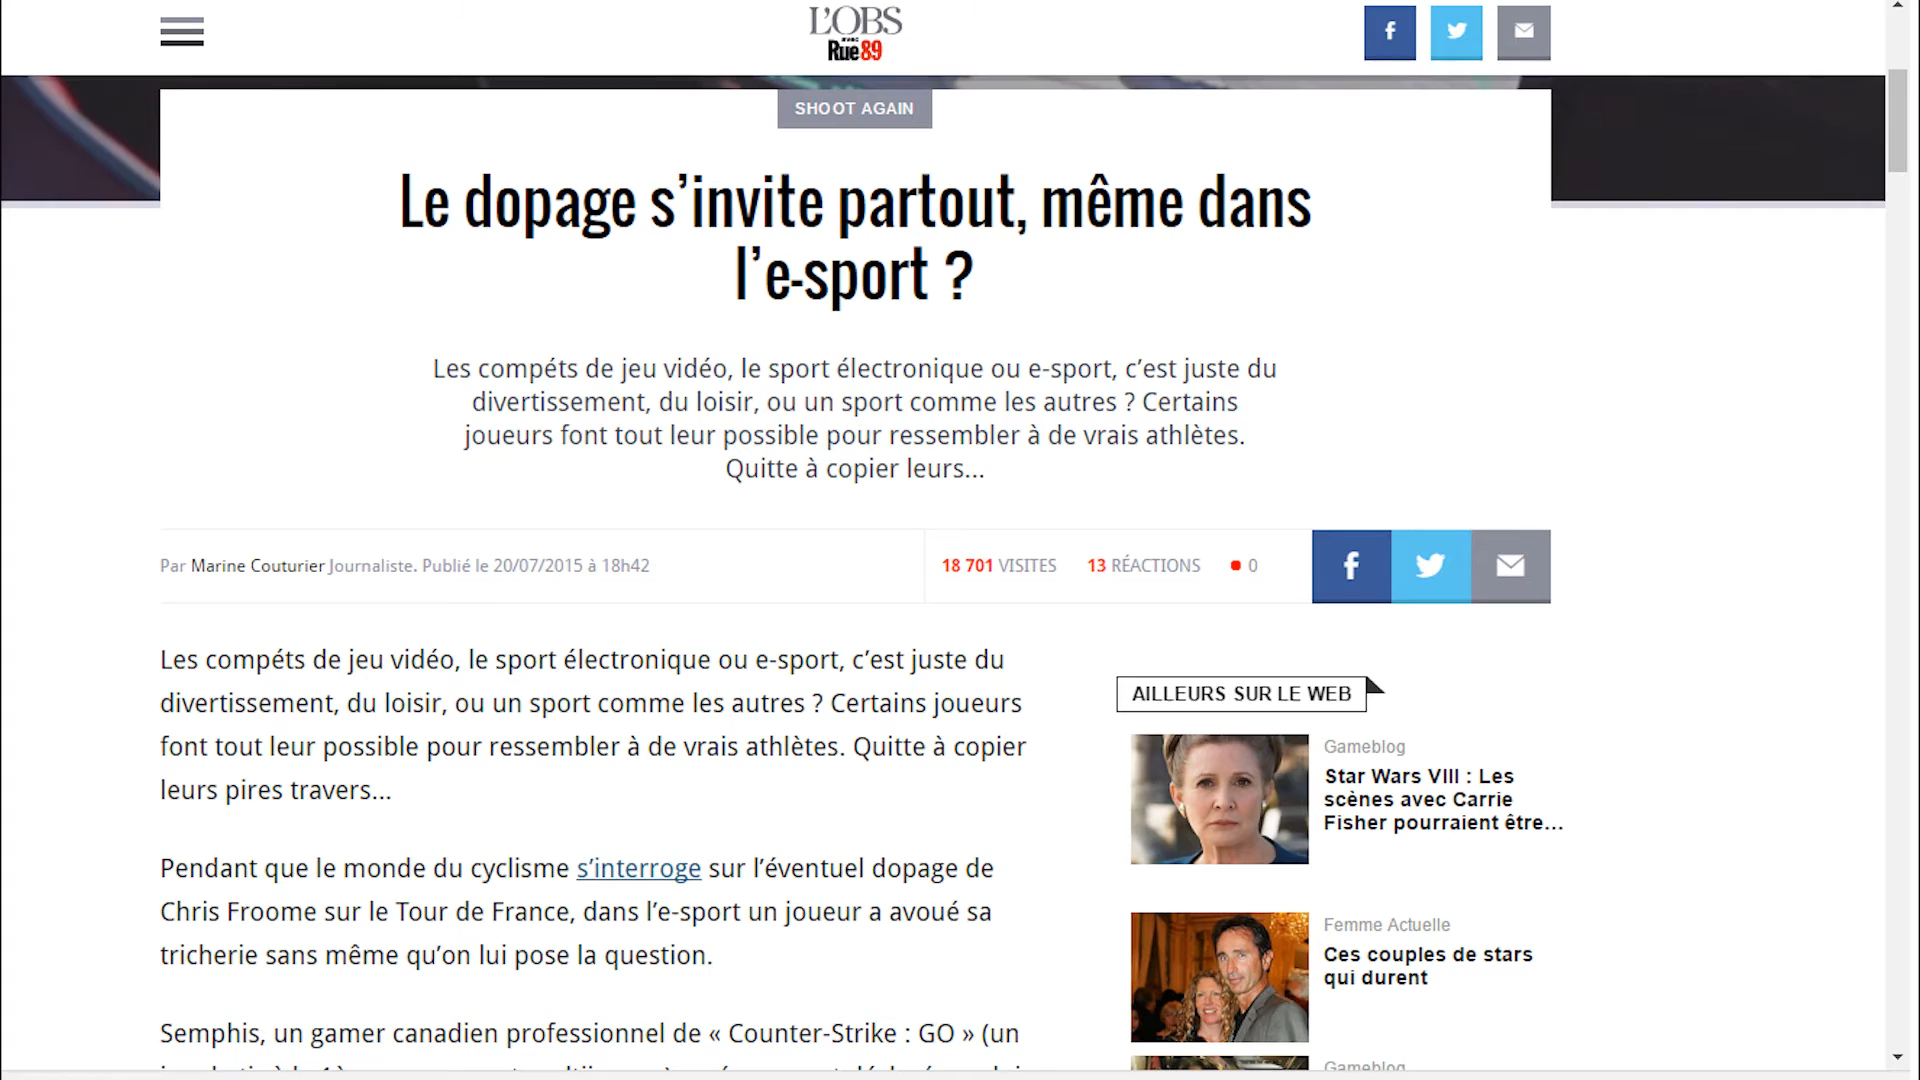 L'OBS
avec
Rue89
SHOOT AGAIN
Le dopage s’invite partout, même dans
l’e-sport ?
Les compéts de jeu vidéo, le sport électronique ou e-sport, c’est juste du
divertissement, du loisir, ou un sport comme les autres ? Certains
joueurs font tout leur possible pour ressembler à de vrais athlètes.
Quitte à copier leurs...
Par Marine Couturier Journaliste. Publié le 20/07/2015 à 18h42
18 701 VISITES 13 RÉACTIONS 0
Les compéts de jeu vidéo, le sport électronique ou e-sport, c’est juste du
divertissement, du loisir, ou un sport comme les autres ? Certains joueurs
font tout leur possible pour ressembler à de vrais athlètes. Quitte à copier
leurs pires travers...
Pendant que le monde du cyclisme s’interroge sur l’éventuel dopage de
Chris Froome sur le Tour de France, dans l’e-sport un joueur a avoué sa
tricherie sans même qu’on lui pose la question.
Semphis, un gamer canadien professionnel de « Counter-Strike : GO » (un
AILLEURS SUR LE WEB
Gameblog
Star Wars VIII : Les
scènes avec Carrie
Fisher pourraient être...
Femme Actuelle
Ces couples de stars
qui durent
Gameblog